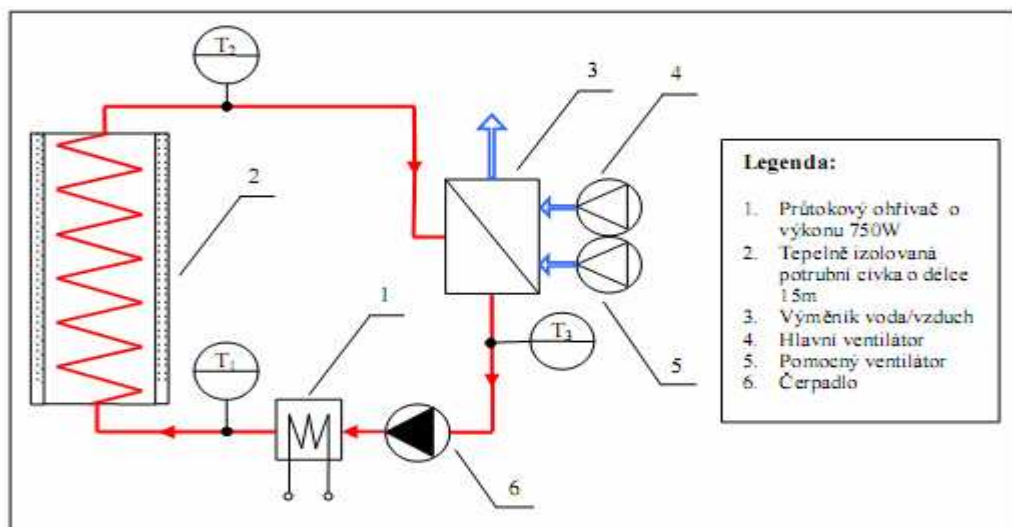 T2
3
4
2
Legenda:
1. Průtokový ohřívač o
výkonu 750W
2. Tepelně izolovaná
potrubní cívka o délce
15m
3. Výměník voda/vzduch
4. Hlavní ventilátor
5. Pomocný ventilátor
6. Čerpadlo
1
T3
T1
5
6